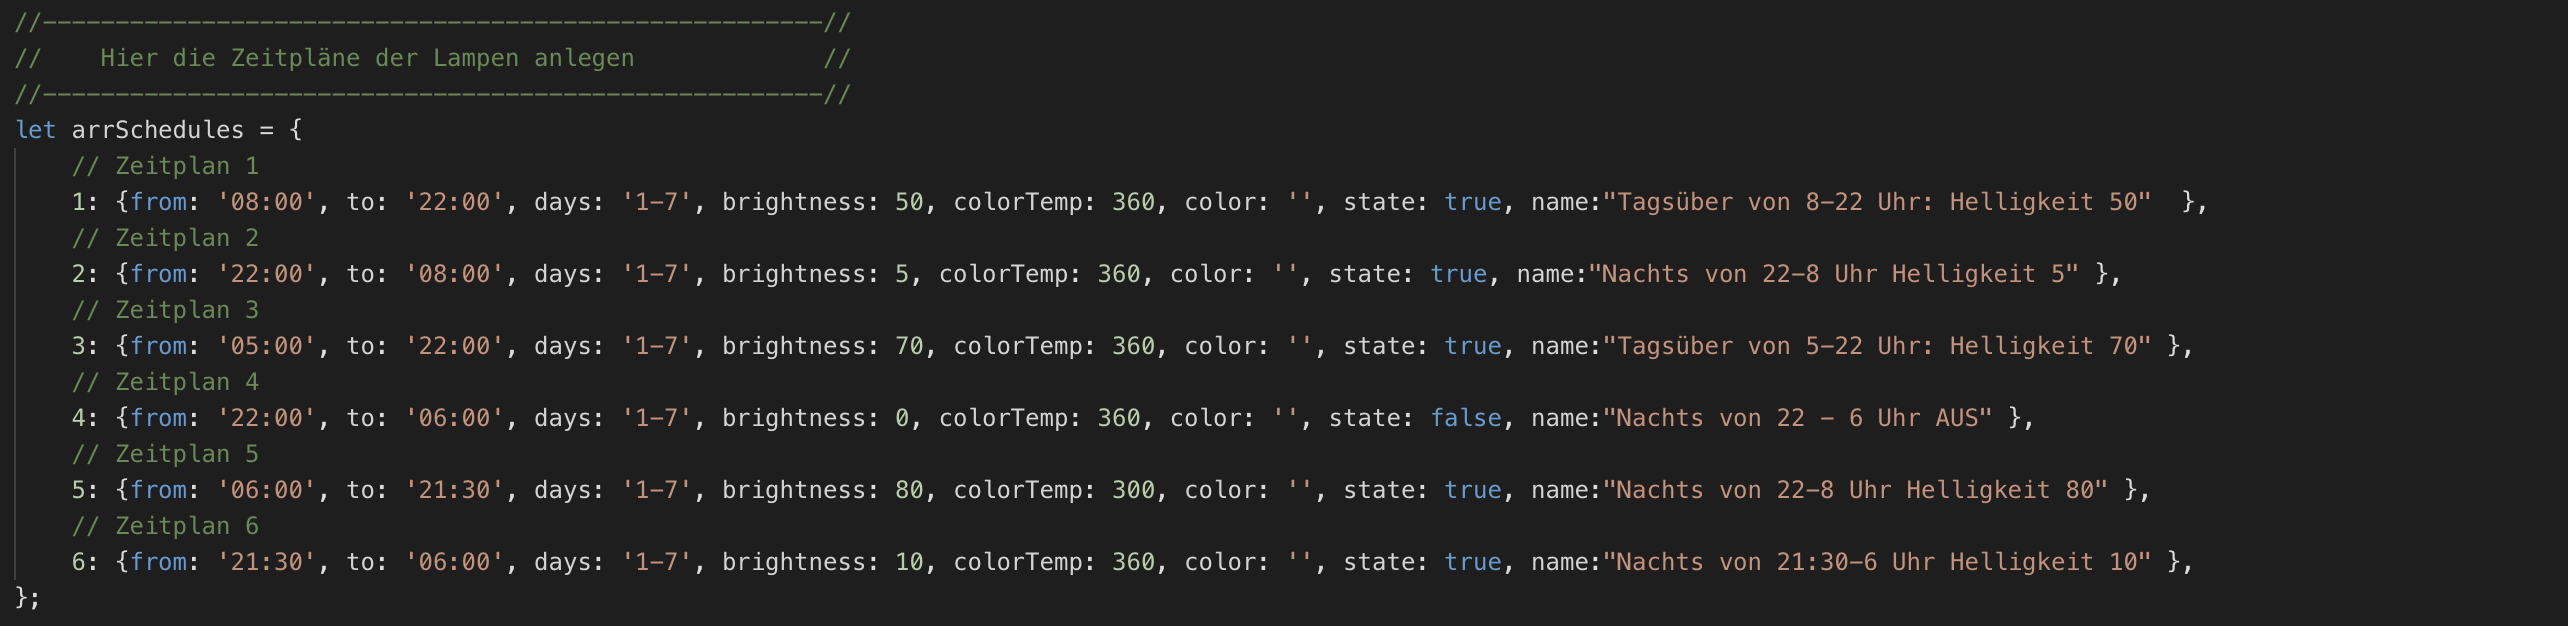 //------------------------------------------------------//
//    Hier die Zeitpläne der Lampen anlegen             //
//------------------------------------------------------//
let arrSchedules = {
    // Zeitplan 1
    1: {from: '08:00', to: '22:00', days: '1-7', brightness: 50, colorTemp: 360, color: '', state: true, name:"Tagsüber von 8-22 Uhr: Helligkeit 50"  },
    // Zeitplan 2
    2: {from: '22:00', to: '08:00', days: '1-7', brightness: 5, colorTemp: 360, color: '', state: true, name:"Nachts von 22-8 Uhr Helligkeit 5" },
    // Zeitplan 3
    3: {from: '05:00', to: '22:00', days: '1-7', brightness: 70, colorTemp: 360, color: '', state: true, name:"Tagsüber von 5-22 Uhr: Helligkeit 70" },
    // Zeitplan 4
    4: {from: '22:00', to: '06:00', days: '1-7', brightness: 0, colorTemp: 360, color: '', state: false, name:"Nachts von 22 - 6 Uhr AUS" },
    // Zeitplan 5
    5: {from: '06:00', to: '21:30', days: '1-7', brightness: 80, colorTemp: 300, color: '', state: true, name:"Nachts von 22-8 Uhr Helligkeit 80" },
    // Zeitplan 6
    6: {from: '21:30', to: '06:00', days: '1-7', brightness: 10, colorTemp: 360, color: '', state: true, name:"Nachts von 21:30-6 Uhr Helligkeit 10" },
};